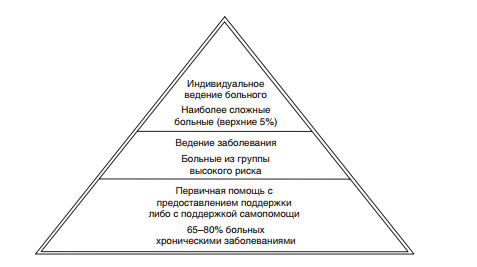 Индивидуальное
ведение больного
Наиболее сложные
больные (верхние 5%)
Ведение заболевания
Больные из группы
высокого риска
Первичная помощь с
предоставлением поддержки
либо с поддержкой самопомощи
65–80% больных
хроническими заболеваниями